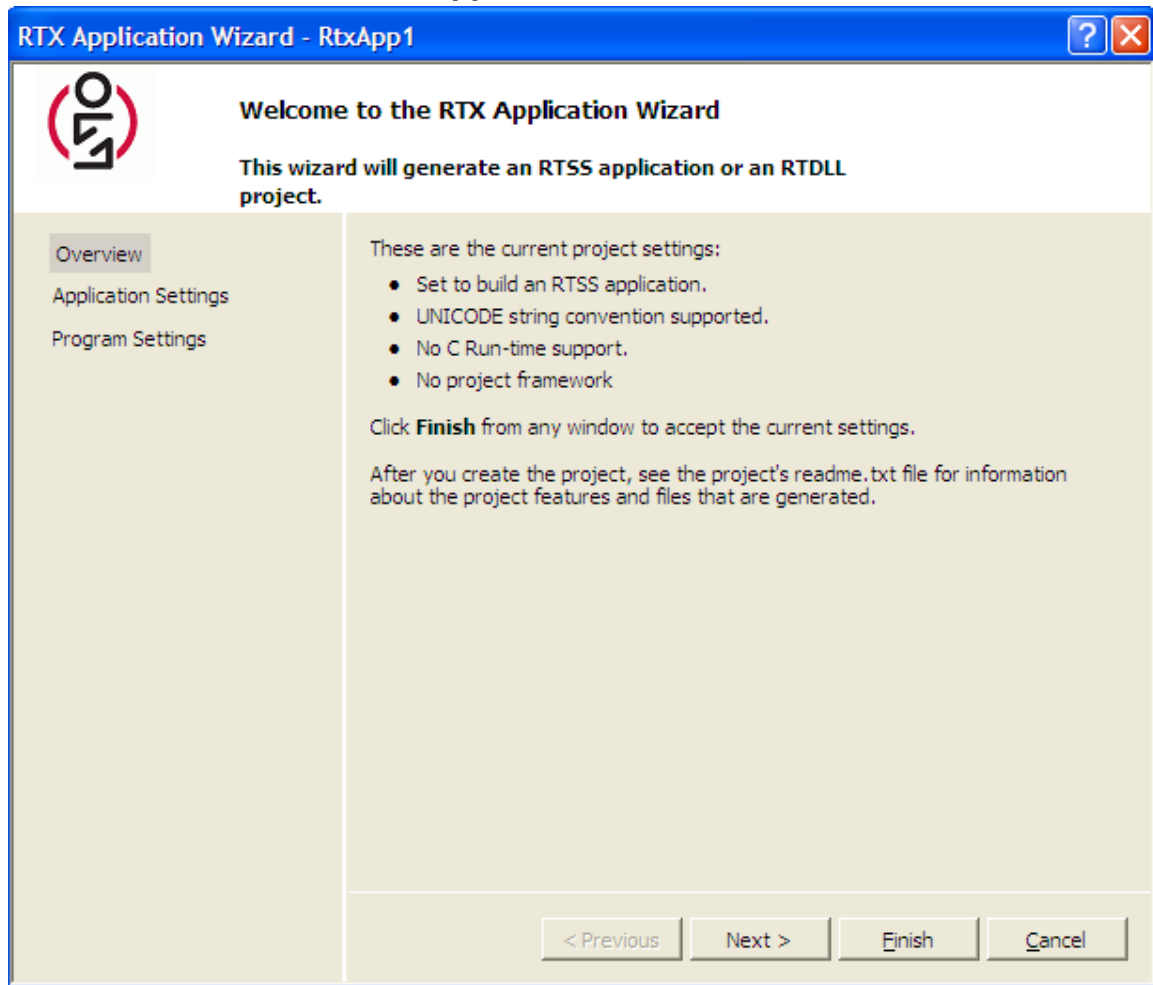 RTX Application Wizard - RtxApp1
Welcome to the RTX Application Wizard
This wizard will generate an RTSS application or an RTDLL
project.
Overview
Application Settings
Program Settings
These are the current project settings:
• Set to build an RTSS application.
• UNICODE string convention supported.
• No C Run-time support.
• No project framework
Click Finish from any window to accept the current settings.
After you create the project, see the project's readme.txt file for information
about the project features and files that are generated.
< Previous
Next >
Finish
Cancel